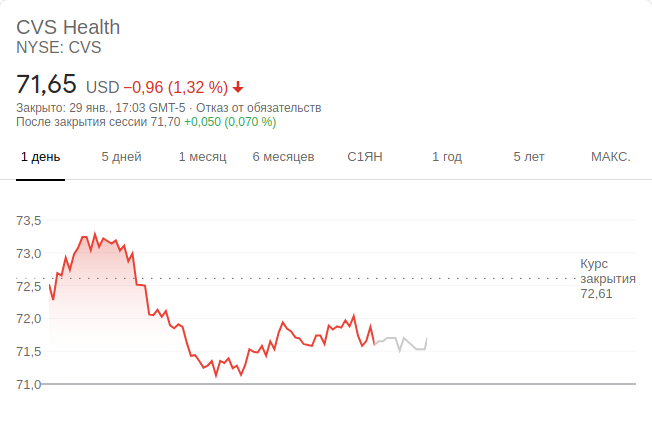 CVS Health
NYSE: CVS
71,65 USD −0,96 (1,32 %)
Закрыто: 29 янв., 17:03 GMT-5 · Отказ от обязательств
После закрытия сессии 71,70 +0,050 (0,070 %)
1 день 5 дней 1 месяц 6 месяцев С1ЯН 1 год 5 лет МАКС.
73,5
73,0
72,5
72,0
71,5
71,0
Курс
закрытия
72,61